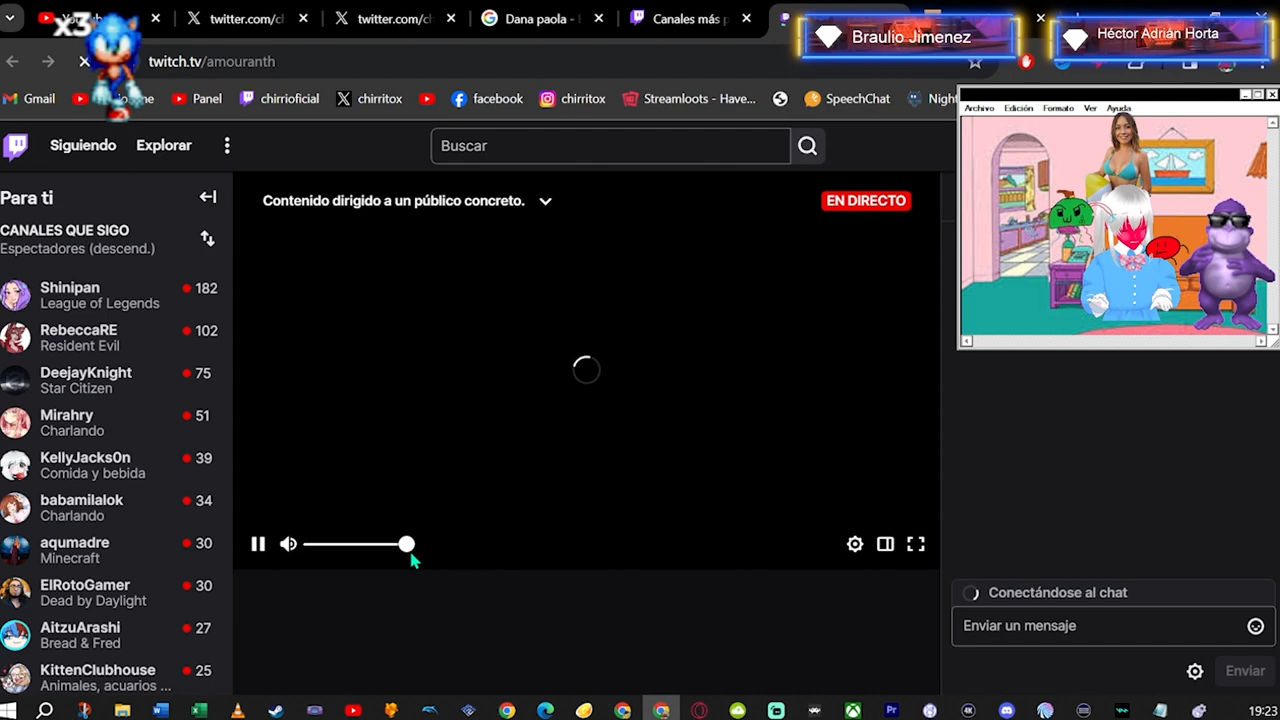 x3
twitter.com/cl
twitter.com/c
Dana paola -
Canales más p
Braulio Jimenez
Héctor Adrián Horta
twitch.tv/amouranth
Gmail
Panel
chirrioficial
chirritox
facebook
chirritox
Streamloots - Have...
SpeechChat
Night
Archivo Edición Formato Ver Ayuda
Siguiendo
Explorar
Buscar
Para ti
CANALES QUE SIGO
Espectadores (descend.)
Contenido dirigido a un público concreto.
EN DIRECTO
Shinipan 182
League of Legends
RebeccaRE 102
Resident Evil
DeejayKnight 75
Star Citizen
Mirahry 51
Charlando
KellyJacks0n 39
Comida y bebida
babamilalok 34
Charlando
aqumadre 30
Minecraft
ElRotoGamer 30
Dead by Daylight
AitzuArashi 27
Bread & Fred
KittenClubhouse 25
Animales, acuarios ...
Conectándose al chat
Enviar un mensaje
Enviar
19:23